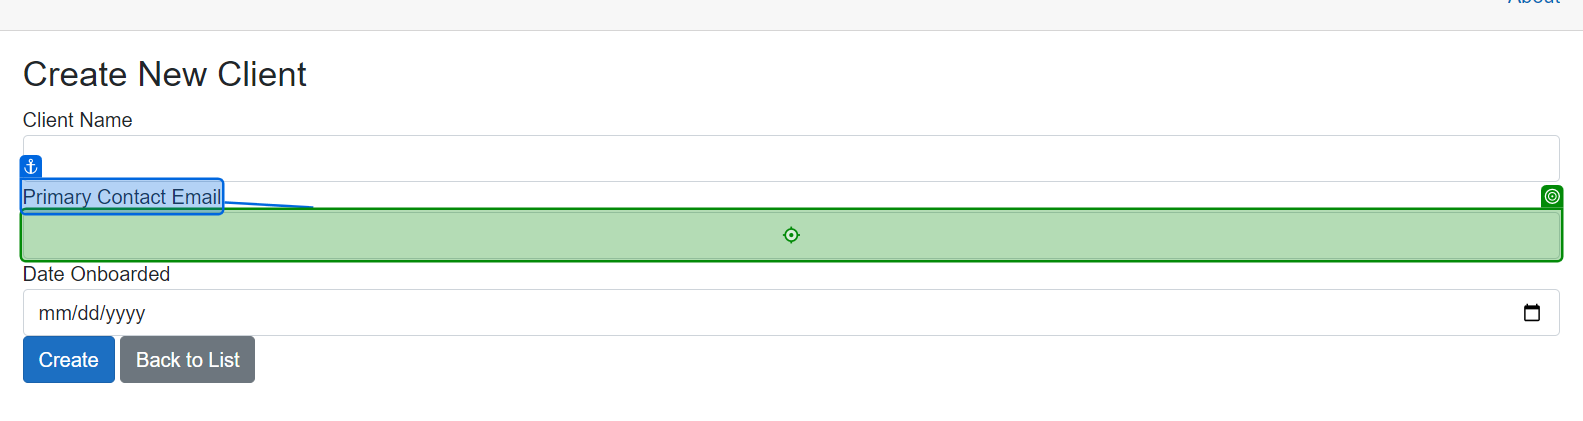 About
Create New Client
Client Name
Primary Contact Email
Date Onboarded
mm/dd/yyyy
Create Back to List